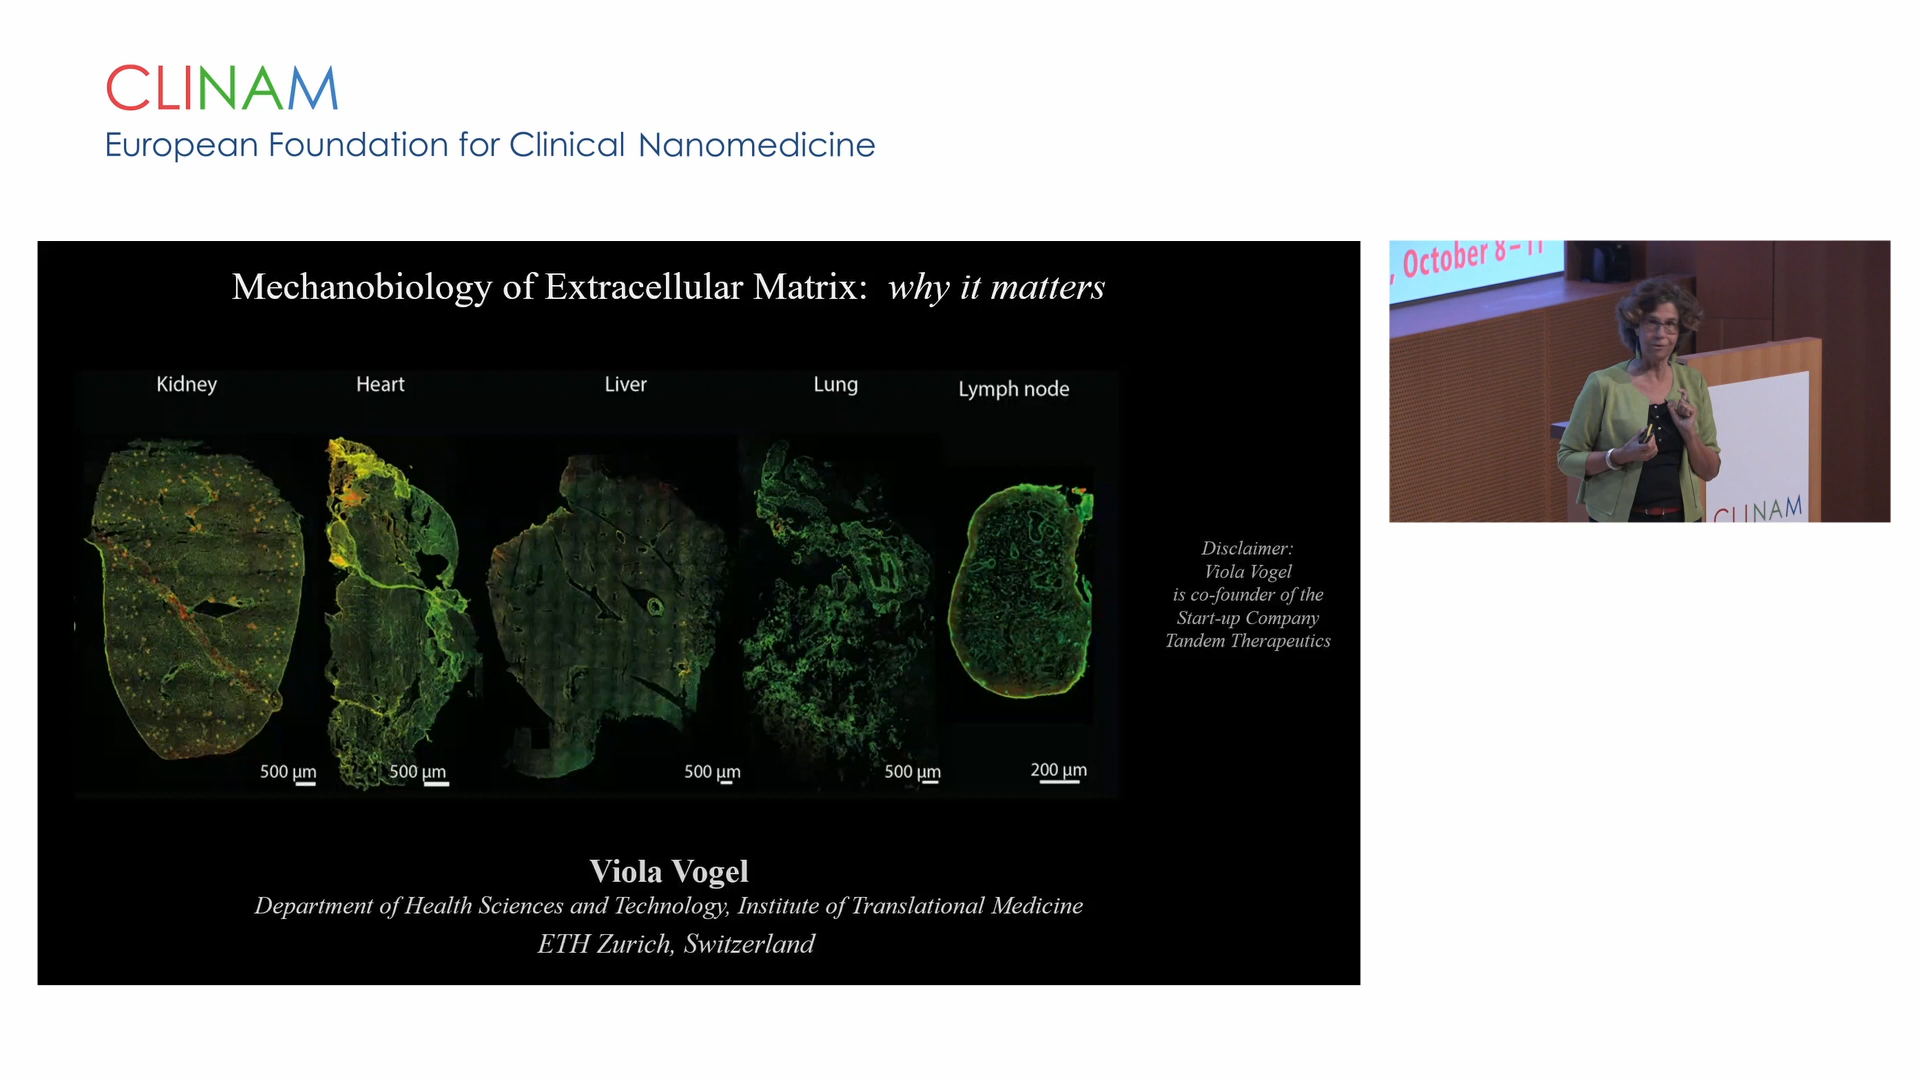 CLINAM
European Foundation for Clinical Nanomedicine
, October 8–11
CLINAM
Mechanobiology of Extracellular Matrix: why it matters
Kidney Heart Liver Lung Lymph node
500 µm 500 µm 500 µm 500 µm 200 µm
Disclaimer:
Viola Vogel
is co-founder of the
Start-up Company
Tandem Therapeutics
Viola Vogel
Department of Health Sciences and Technology, Institute of Translational Medicine
ETH Zurich, Switzerland